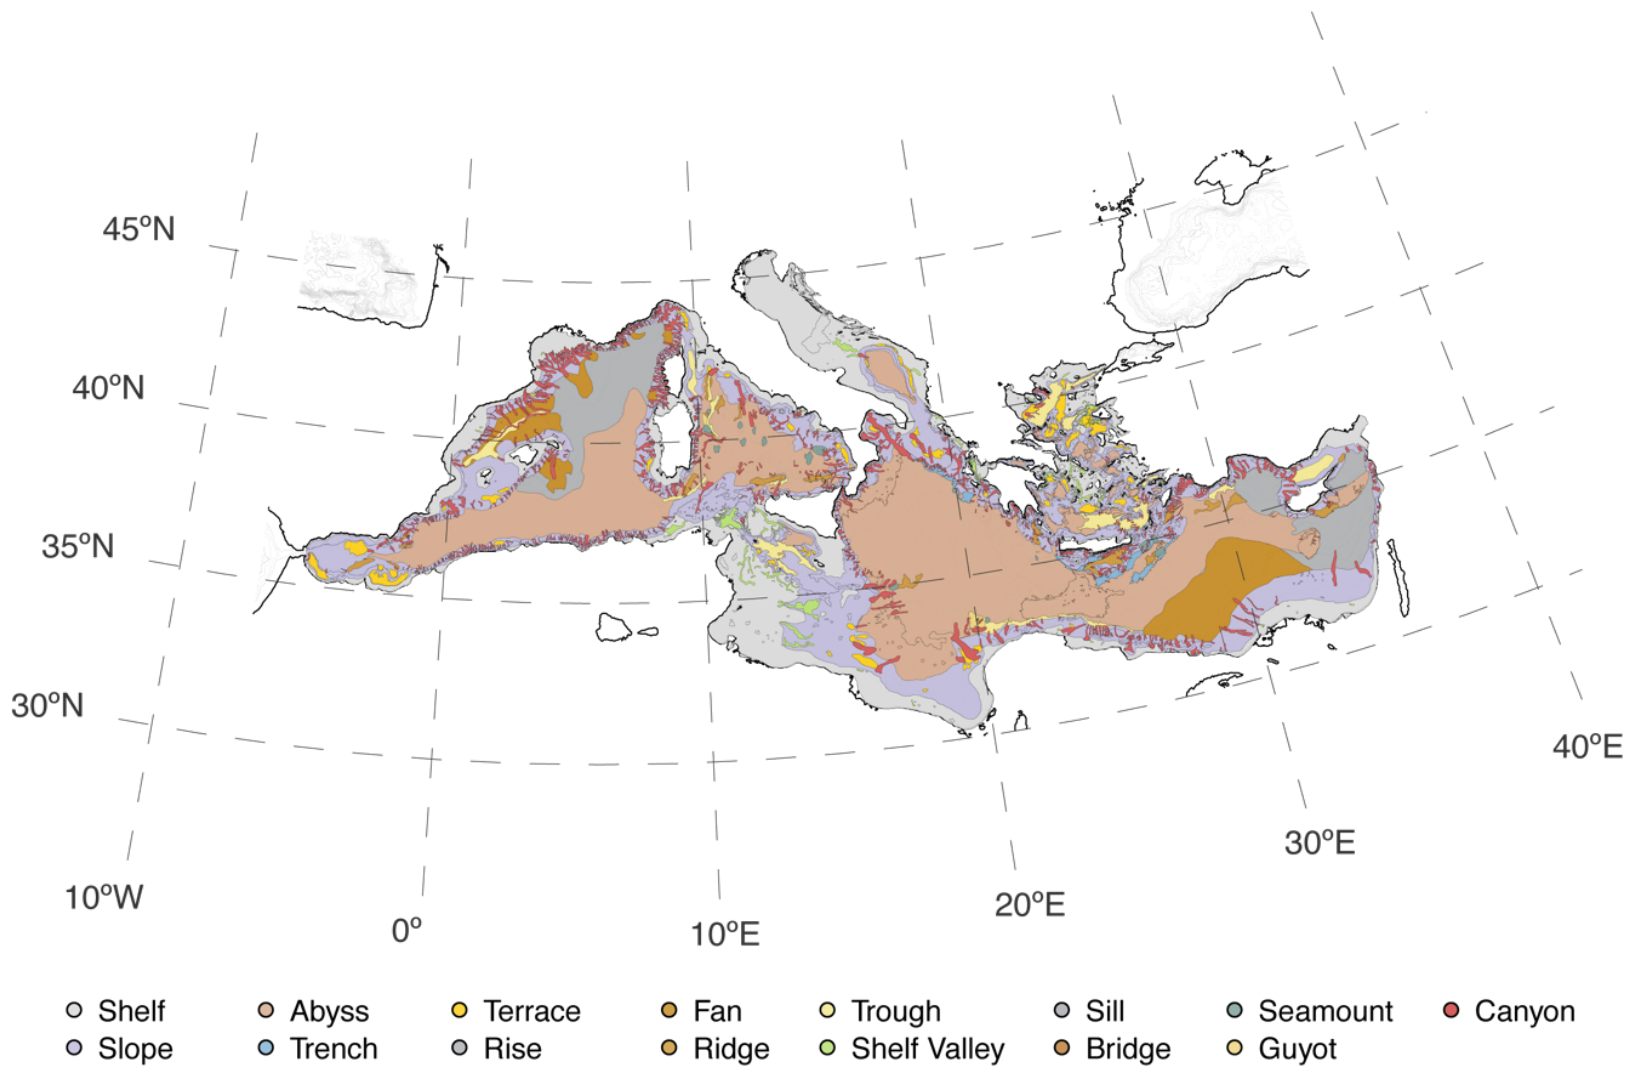 45ºN
40ºN
35ºN
30ºN
10ºW
0º
10ºE
20ºE
30ºE
40ºE
Shelf Abyss Terrace Fan Trough Sill Seamount Canyon
Slope Trench Rise Ridge Shelf Valley Bridge Guyot